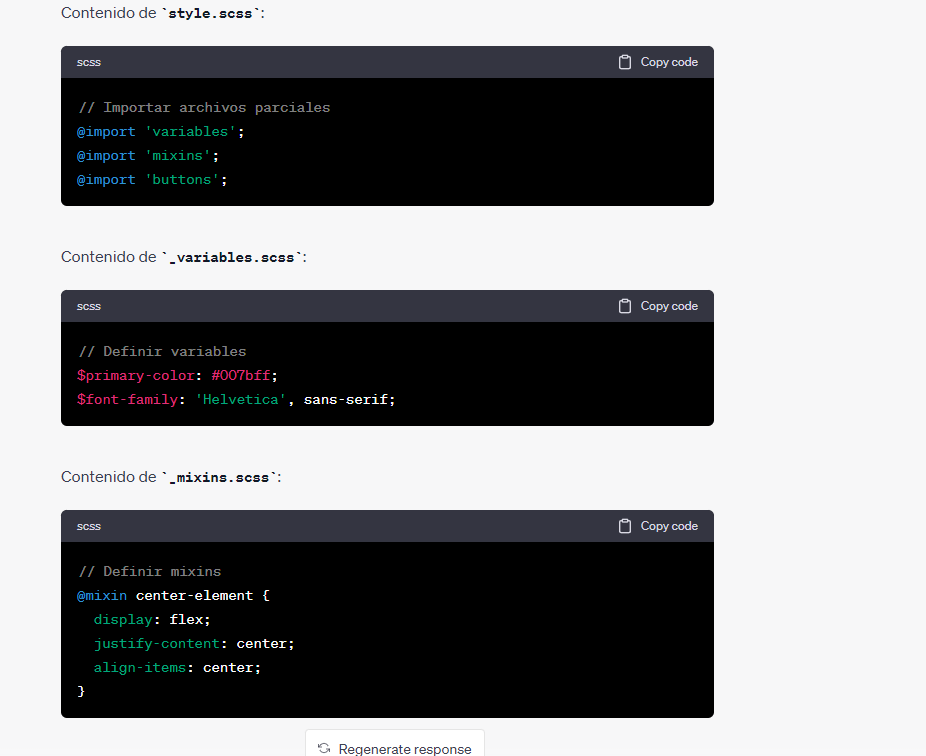 Contenido de `style.scss`:
scss Copy code
// Importar archivos parciales
@import 'variables';
@import 'mixins';
@import 'buttons';
Contenido de `_variables.scss`:
scss Copy code
// Definir variables
$primary-color: #007bff;
$font-family: 'Helvetica', sans-serif;
Contenido de `_mixins.scss`:
scss Copy code
// Definir mixins
@mixin center-element {
  display: flex;
  justify-content: center;
  align-items: center;
}
Regenerate response